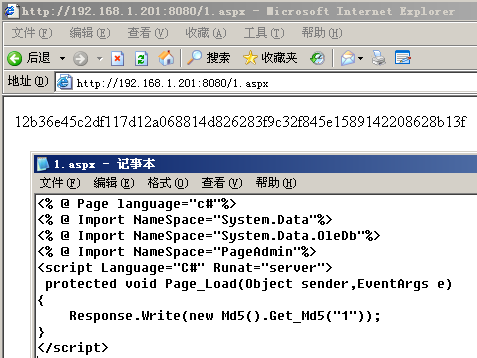 http://192.168.1.201:8080/1.aspx - Microsoft Internet Explorer
文件(F) 编辑(E) 查看(V) 收藏(A) 工具(T) 帮助(H)
后退 搜索 收藏夹
地址(D) http://192.168.1.201:8080/1.aspx
12b36e45c2df117d12a068814d826283f9c32f845e1589142208628b13f
1.aspx - 记事本
文件(F) 编辑(E) 格式(O) 查看(V) 帮助(H)
<% @ Page language="c#"%>
<% @ Import NameSpace="System.Data"%>
<% @ Import NameSpace="System.Data.OleDb"%>
<% @ Import NameSpace="PageAdmin"%>
<script Language="C#" Runat="server">
protected void Page_Load(Object sender,EventArgs e)
{
Response.Write(new Md5().Get_Md5("1"));
}
</script>